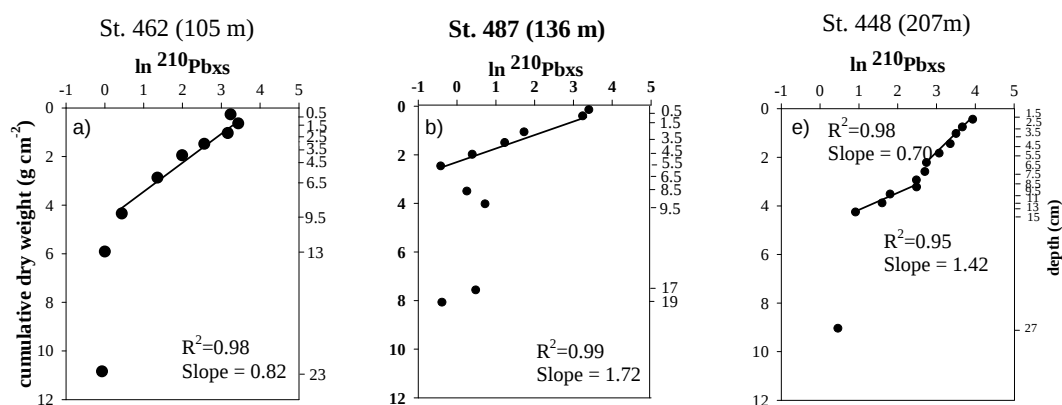 St. 462 (105 m)
ln ²¹⁰Pbxs
-1 0 1 2 3 4 5
cumulative dry weight (g cm⁻²)
0
2
4
6
8
10
12
a)
0.5
1.5
2.5
3.5
4.5
6.5
9.5
13
23
R²=0.98
Slope = 0.82
St. 487 (136 m)
ln ²¹⁰Pbxs
-1 0 1 2 3 4 5
0
2
4
6
8
10
12
b)
0.5
1.5
2.5
3.5
4.5
5.5
6.5
8.5
9.5
17
19
R²=0.99
Slope = 1.72
St. 448 (207m)
ln ²¹⁰Pbxs
-1 0 1 2 3 4 5
0
2
4
6
8
10
12
e)
R²=0.98
Slope = 0.70
R²=0.95
Slope = 1.42
1.5
2.5
3.5
4.5
6.5
7.5
8.5
9.5
11
13
15
27
depth (cm)